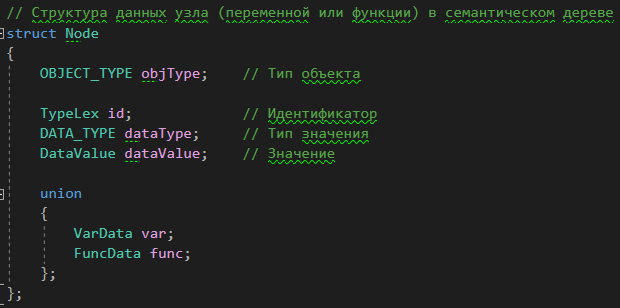 // Структура данных узла (переменной или функции) в семантическом дереве
struct Node
{
OBJECT_TYPE objType; // Тип объекта
TypeLex id; // Идентификатор
DATA_TYPE dataType; // Тип значения
DataValue dataValue; // Значение
union
{
VarData var;
FuncData func;
};
};